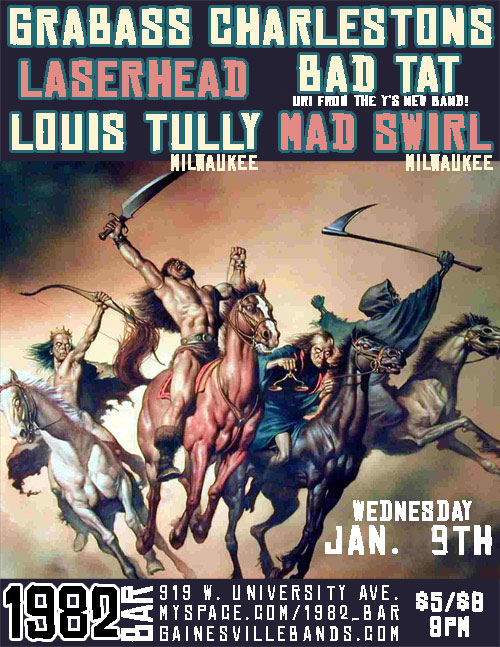 GRABASS CHARLESTONS
LASERHEAD
BAD TAT
URI FROM THE Y'S NEW BAND!
LOUIS TULLY
MILWAUKEE
MAD SWIRL
MILWAUKEE
WEDNESDAY
JAN. 9TH
1982 BAR
919 W. UNIVERSITY AVE.
MYSPACE.COM/1982_BAR
GAINESVILLEBANDS.COM
$5/$8
8PM